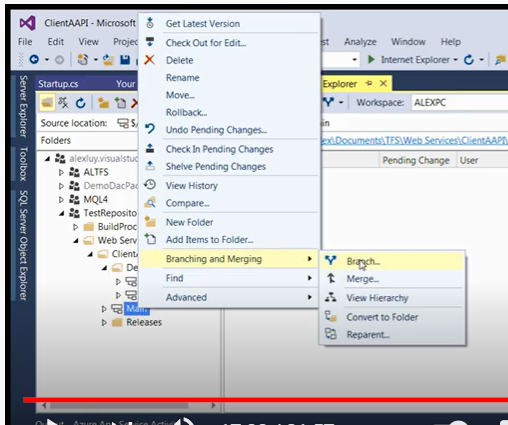 ClientAAPI - Microsoft
File Edit View Projec st Analyze Window Help
Internet Explorer
Startup.cs Your Explorer
Workspace: ALEXPC
Source location: $/ in
Folders ex\Documents\TFS\Web Services\ClientAAPI\
Pending Change User
alexluy.visualstud
ALTFS
DemoDacPac
MQL4
TestReposito
BuildProc
Web Serv
Client
De
Main
Releases
Server Explorer
Toolbox
SQL Server Object Explorer
Get Latest Version
Check Out for Edit...
Delete
Rename
Move...
Rollback...
Undo Pending Changes...
Check In Pending Changes
Shelve Pending Changes
View History
Compare...
New Folder
Add Items to Folder...
Branching and Merging
Find
Advanced
Branch...
Merge...
View Hierarchy
Convert to Folder
Reparent...